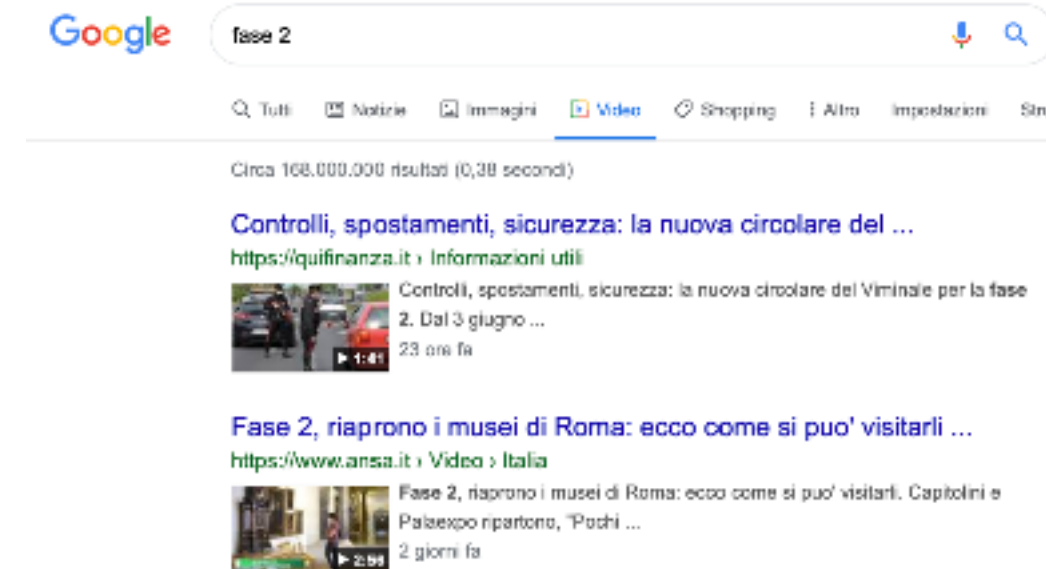 Google
fase 2
Tutti Notizie Immagini Video Shopping Altro Impostazioni
Circa 168.000.000 risultati (0,38 secondi)
Controlli, spostamenti, sicurezza: la nuova circolare del ...
https://quifinanza.it › Informazioni utili
Controlli, spostamenti, sicurezza: la nuova circolare del Viminale per la fase
2. Dal 3 giugno ...
1:41
23 ore fa
Fase 2, riaprono i musei di Roma: ecco come si puo' visitarli ...
https://www.ansa.it › Video › Italia
Fase 2, riaprono i musei di Roma: ecco come si puo' visitarli. Capitolini e
Palaexpo ripartono, "Pochi ...
2:56
2 giorni fa